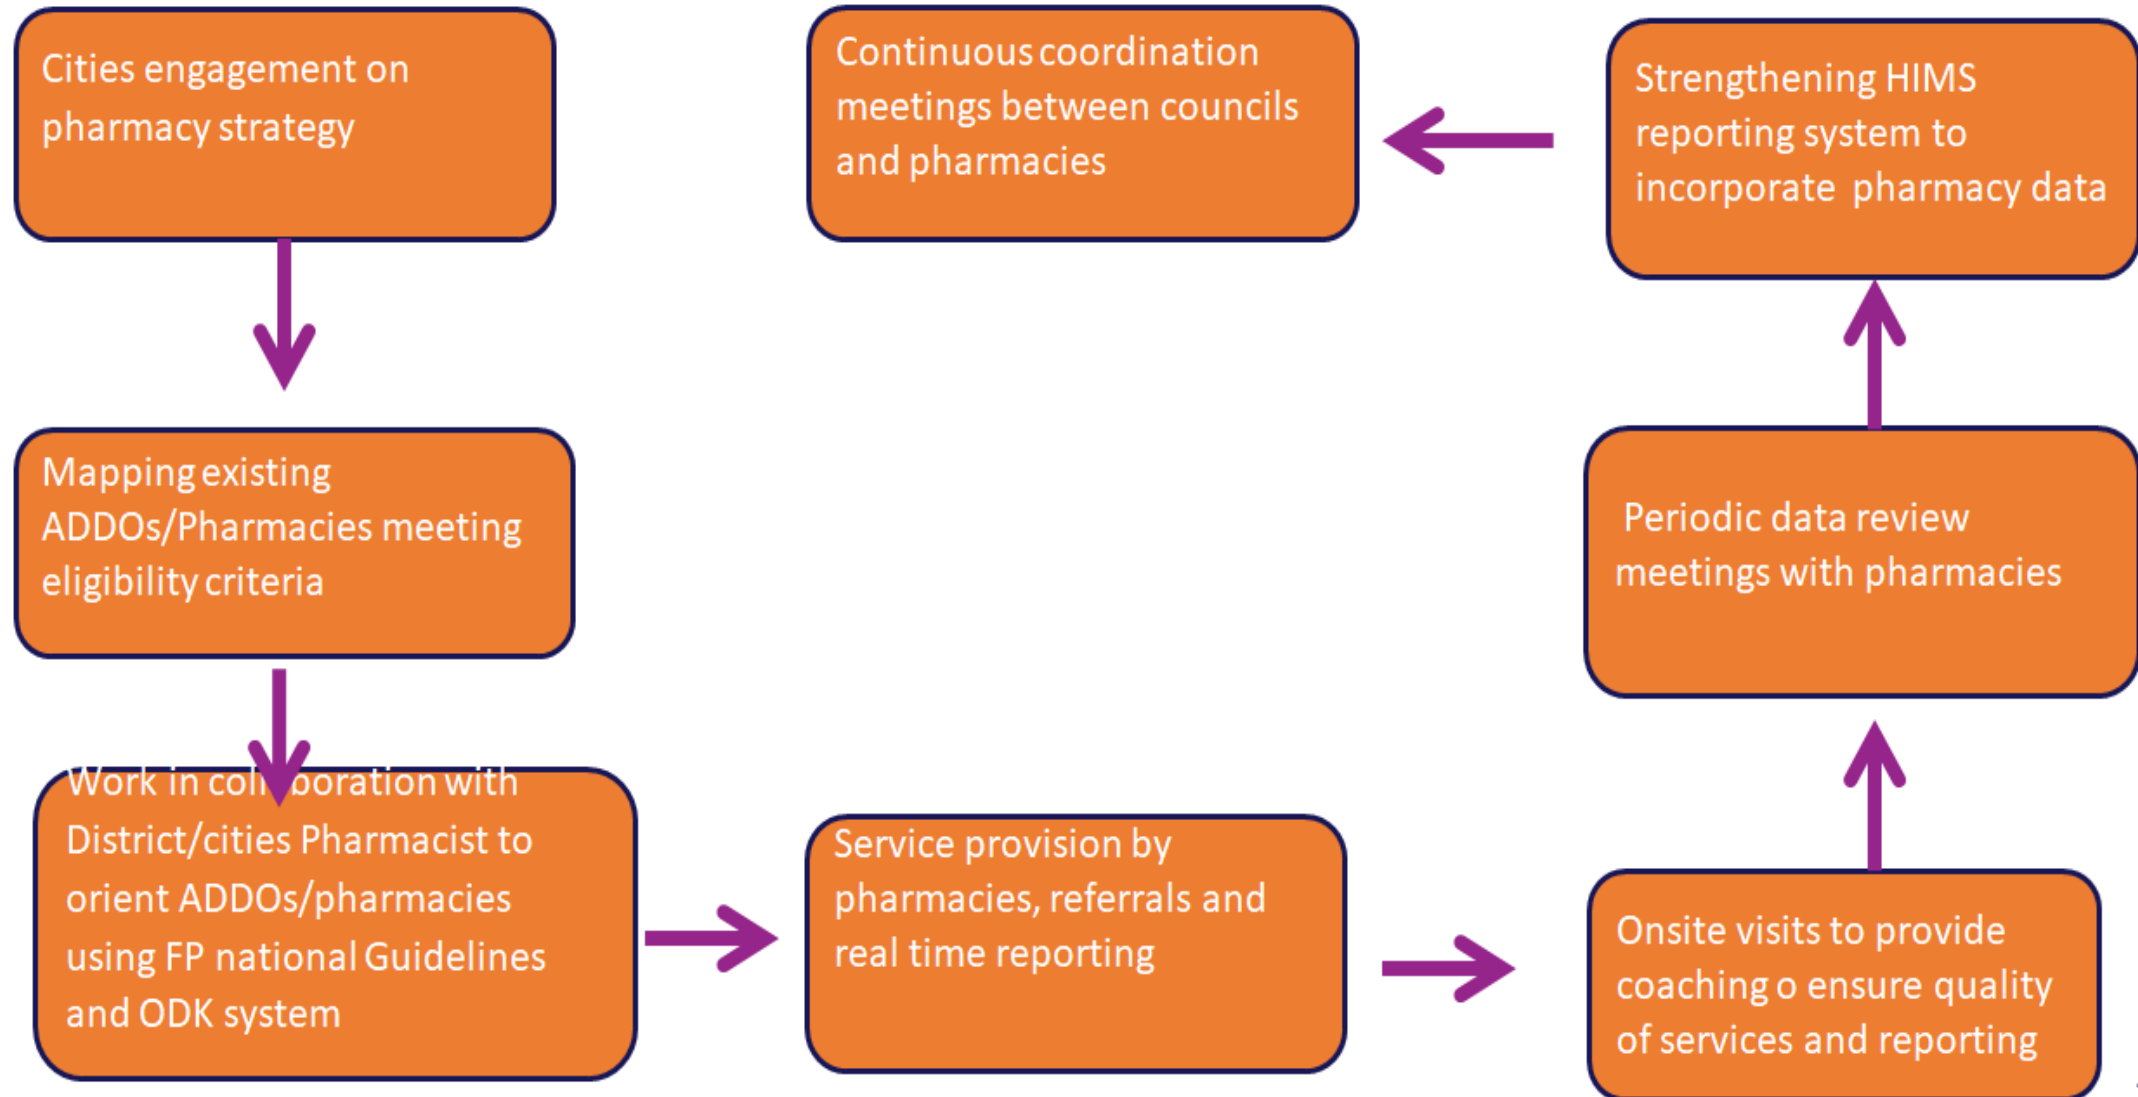 Cities engagement on
pharmacy strategy
Mapping existing
ADDOs/Pharmacies meeting
eligibility criteria
Work in collaboration with
District/cities Pharmacist to
orient ADDOs/pharmacies
using FP national Guidelines
and ODK system
Service provision by
pharmacies, referrals and
real time reporting
Onsite visits to provide
coaching o ensure quality
of services and reporting
Periodic data review
meetings with pharmacies
Strengthening HIMS
reporting system to
incorporate pharmacy data
Continuous coordination
meetings between councils
and pharmacies